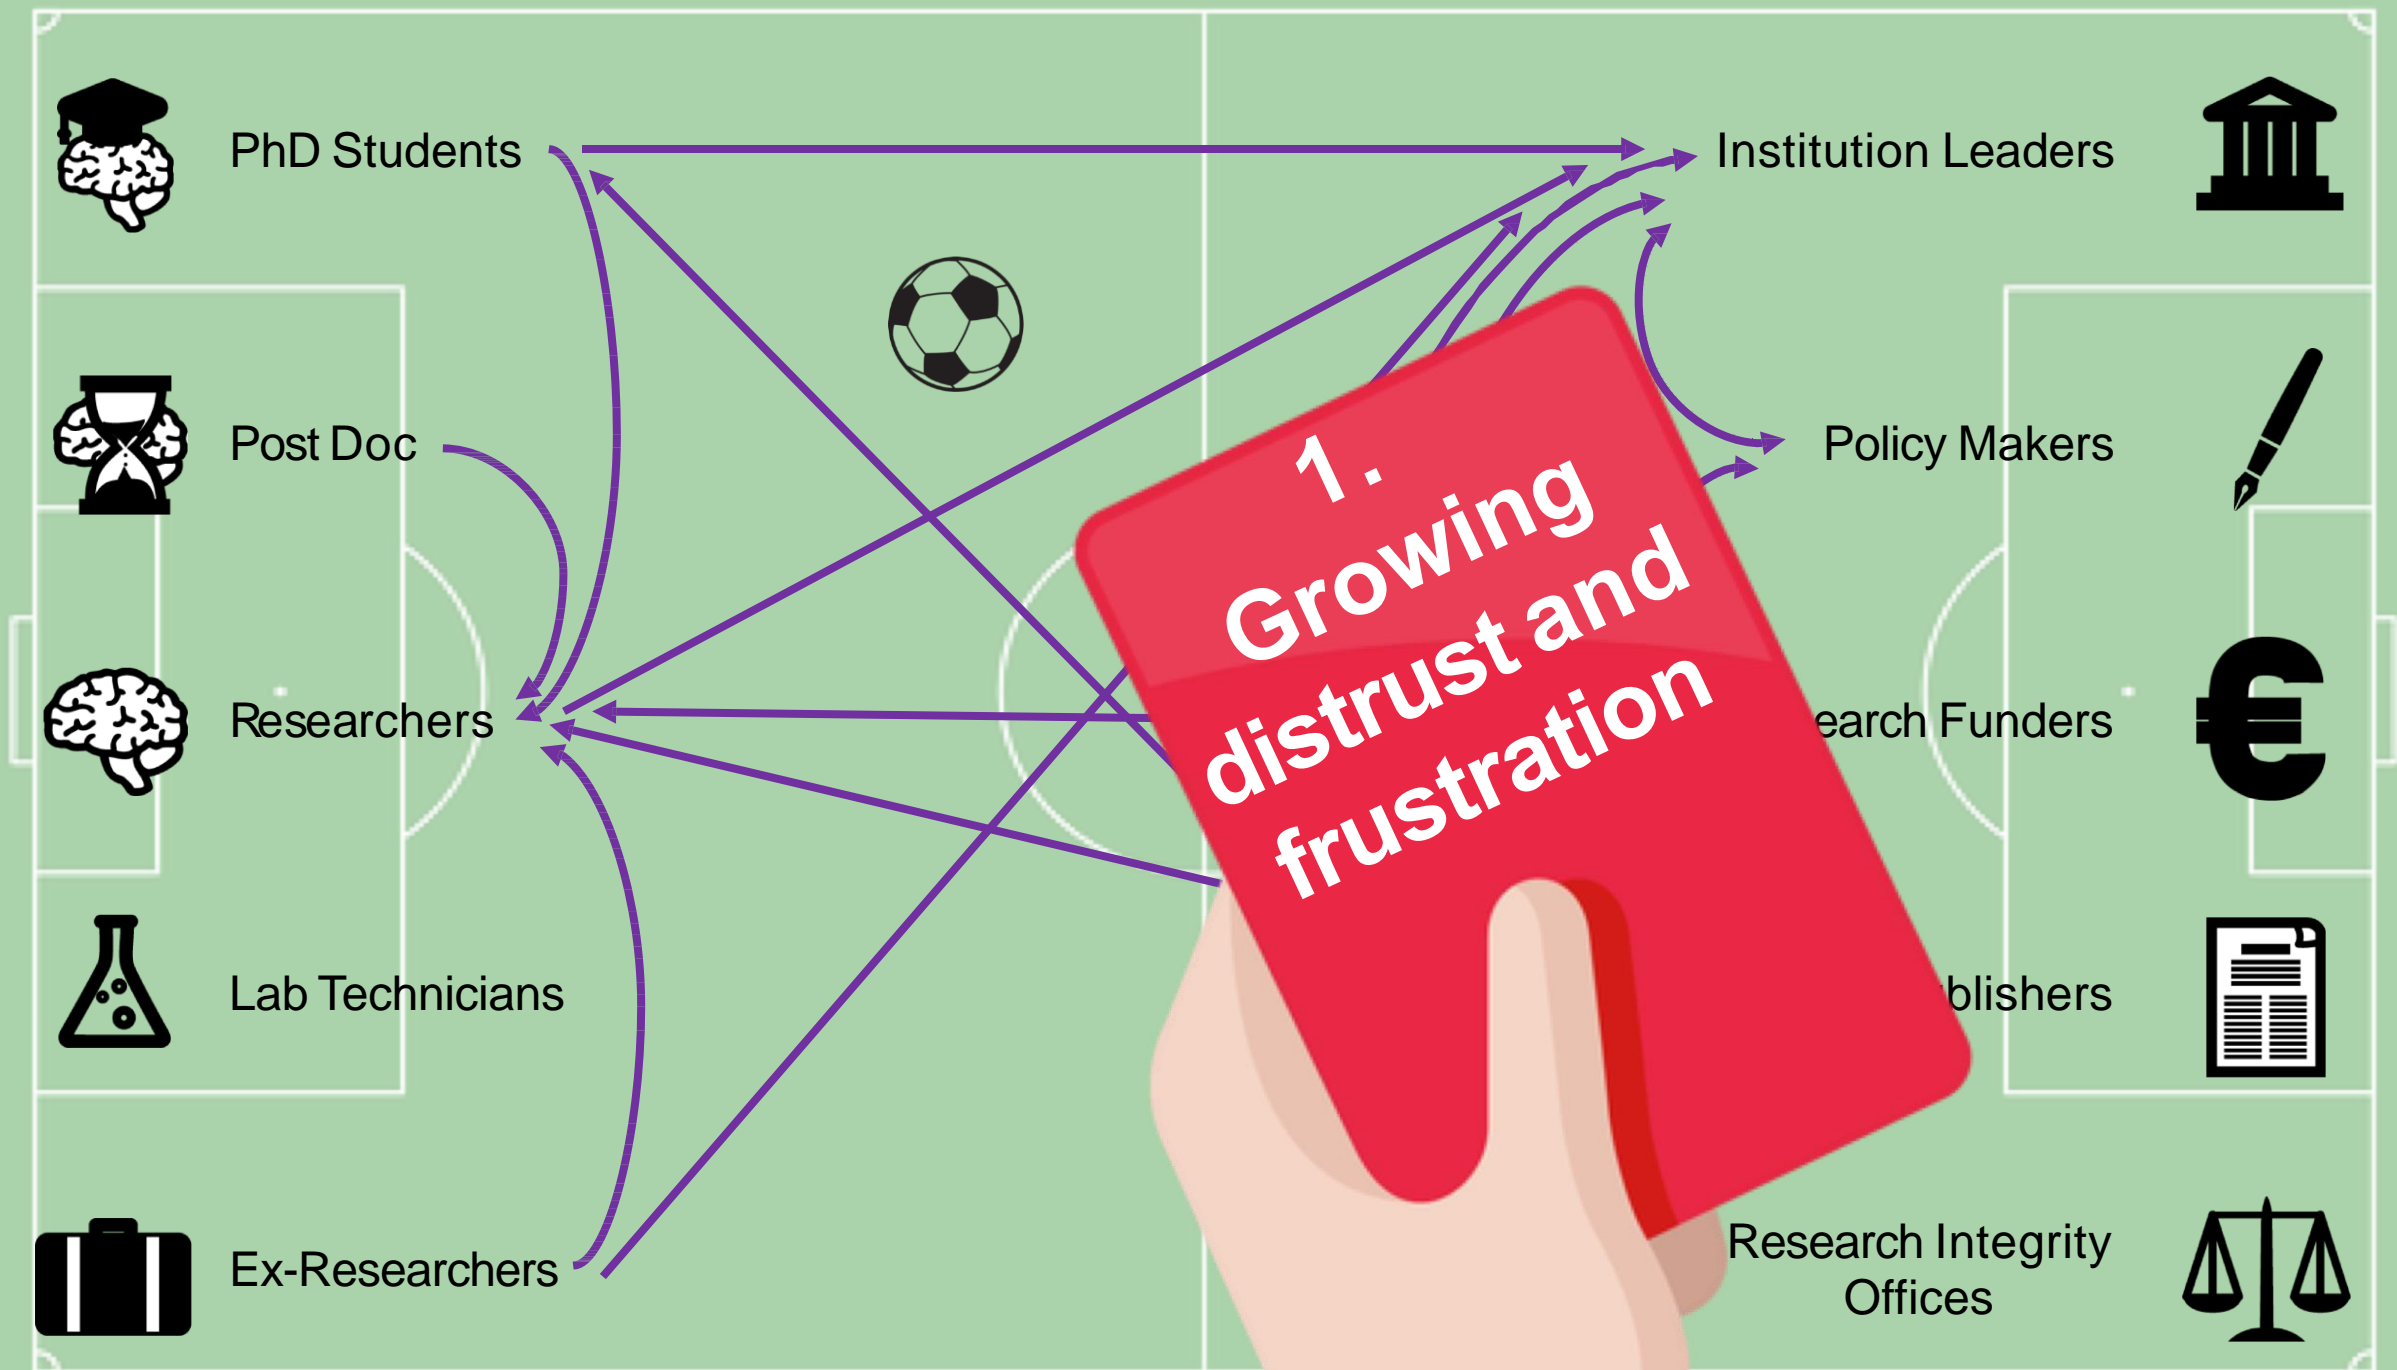 PhD Students
Institution Leaders
Post Doc
Policy Makers
Researchers
earch Funders
Lab Technicians
blishers
Ex-Researchers
Research Integrity
Offices
1.
Growing
distrust and
frustration